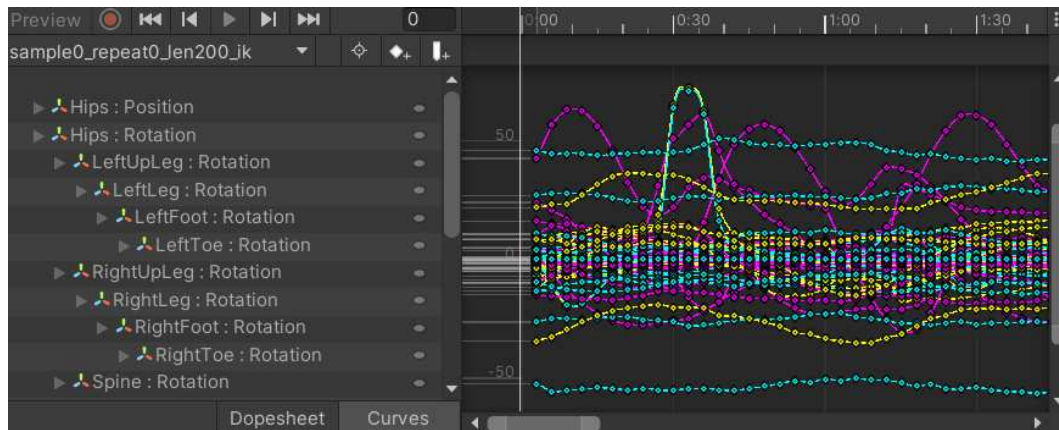 Preview 0 0:00 0:30 1:00 1:30
sample0_repeat0_len200_ik
Hips : Position
Hips : Rotation
LeftUpLeg : Rotation
LeftLeg : Rotation
LeftFoot : Rotation
LeftToe : Rotation
RightUpLeg : Rotation
RightLeg : Rotation
RightFoot : Rotation
RightToe : Rotation
Spine : Rotation
50
0
-50
Dopesheet Curves